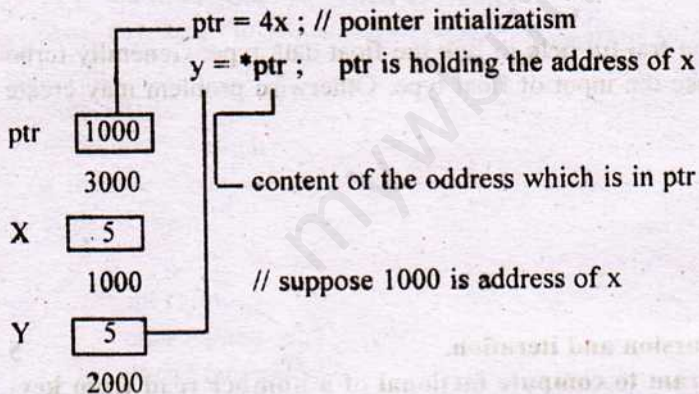 ptr = 4x ; // pointer intializatism
y = *ptr ; ptr is holding the address of x
ptr 1000
3000
content of the oddress which is in ptr
X 5
1000 // suppose 1000 is address of x
Y 5
2000